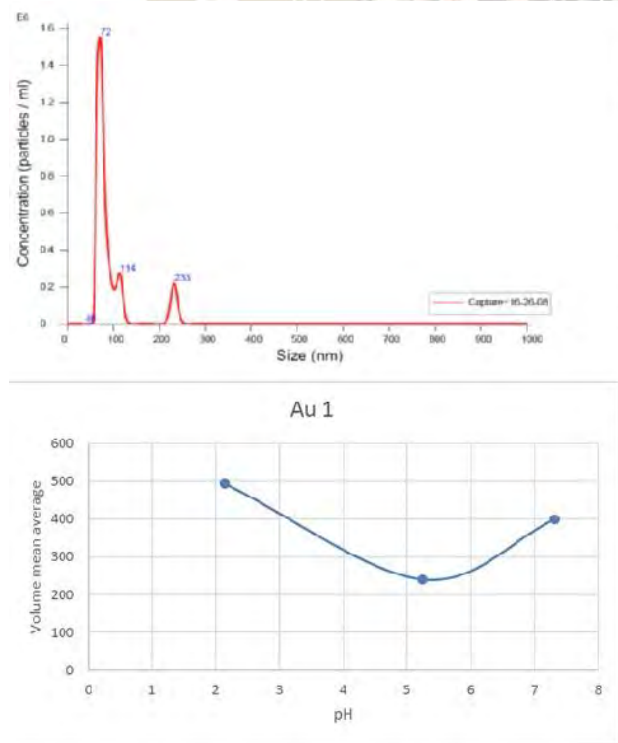 E6
72
1.6
1.4
1.2
1.0
0.8
0.6
0.4
0.2
0
Concentration (particles / ml)
114
233
0 100 200 300 400 500 600 700 800 900 1000
Size (nm)
Au 1
600
500
400
300
200
100
0
Volume mean average
0 1 2 3 4 5 6 7 8
pH